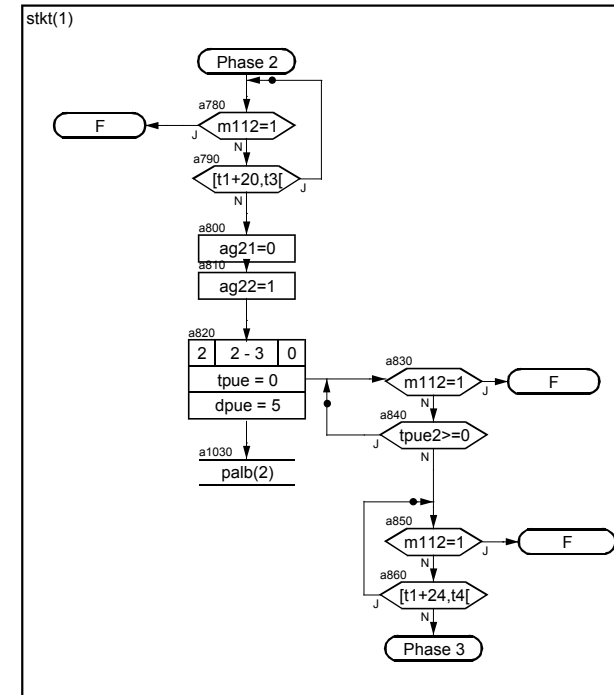 stkt(1)
Phase 2
a780
F
m112=1
J
N
a790
[t1+20,t3[
J
N
a800
ag21=0
a810
ag22=1
a820
2 2 - 3 0
tpue = 0
dpue = 5
a1030
palb(2)
a830
m112=1
J
F
N
a840
tpue2>=0
J
N
a850
m112=1
J
F
N
a860
[t1+24,t4[
J
N
Phase 3